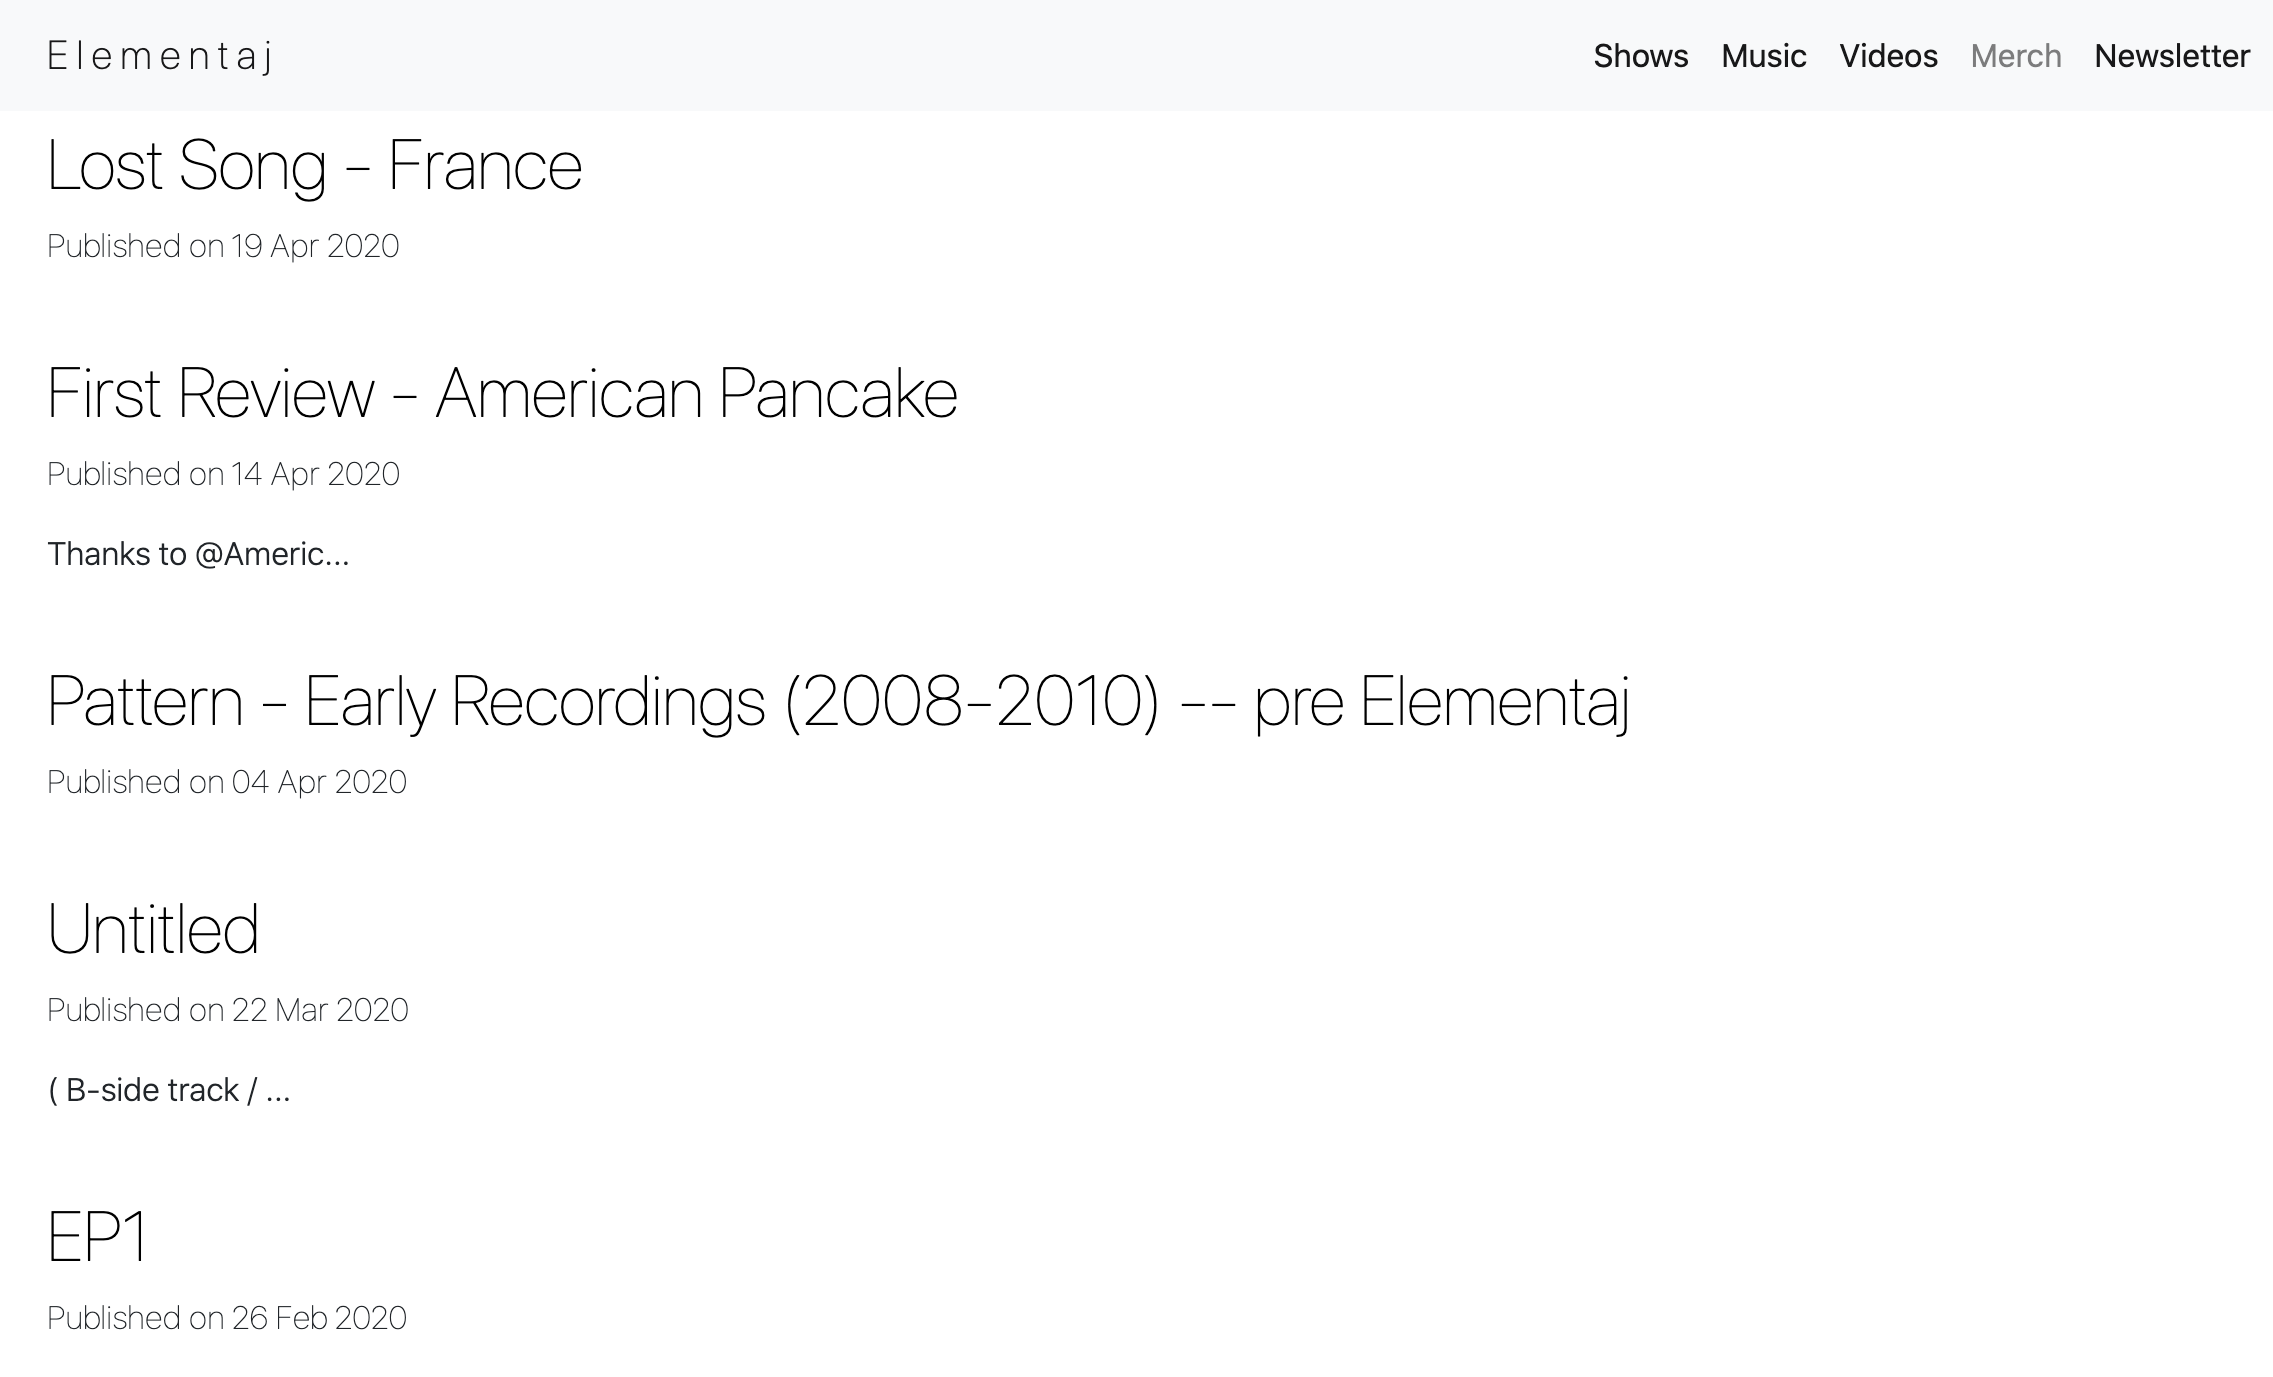 Elementaj
Shows Music Videos Merch Newsletter
Lost Song - France
Published on 19 Apr 2020
First Review - American Pancake
Published on 14 Apr 2020
Thanks to @Americ...
Pattern - Early Recordings (2008-2010) -- pre Elementaj
Published on 04 Apr 2020
Untitled
Published on 22 Mar 2020
( B-side track / ...
EP1
Published on 26 Feb 2020